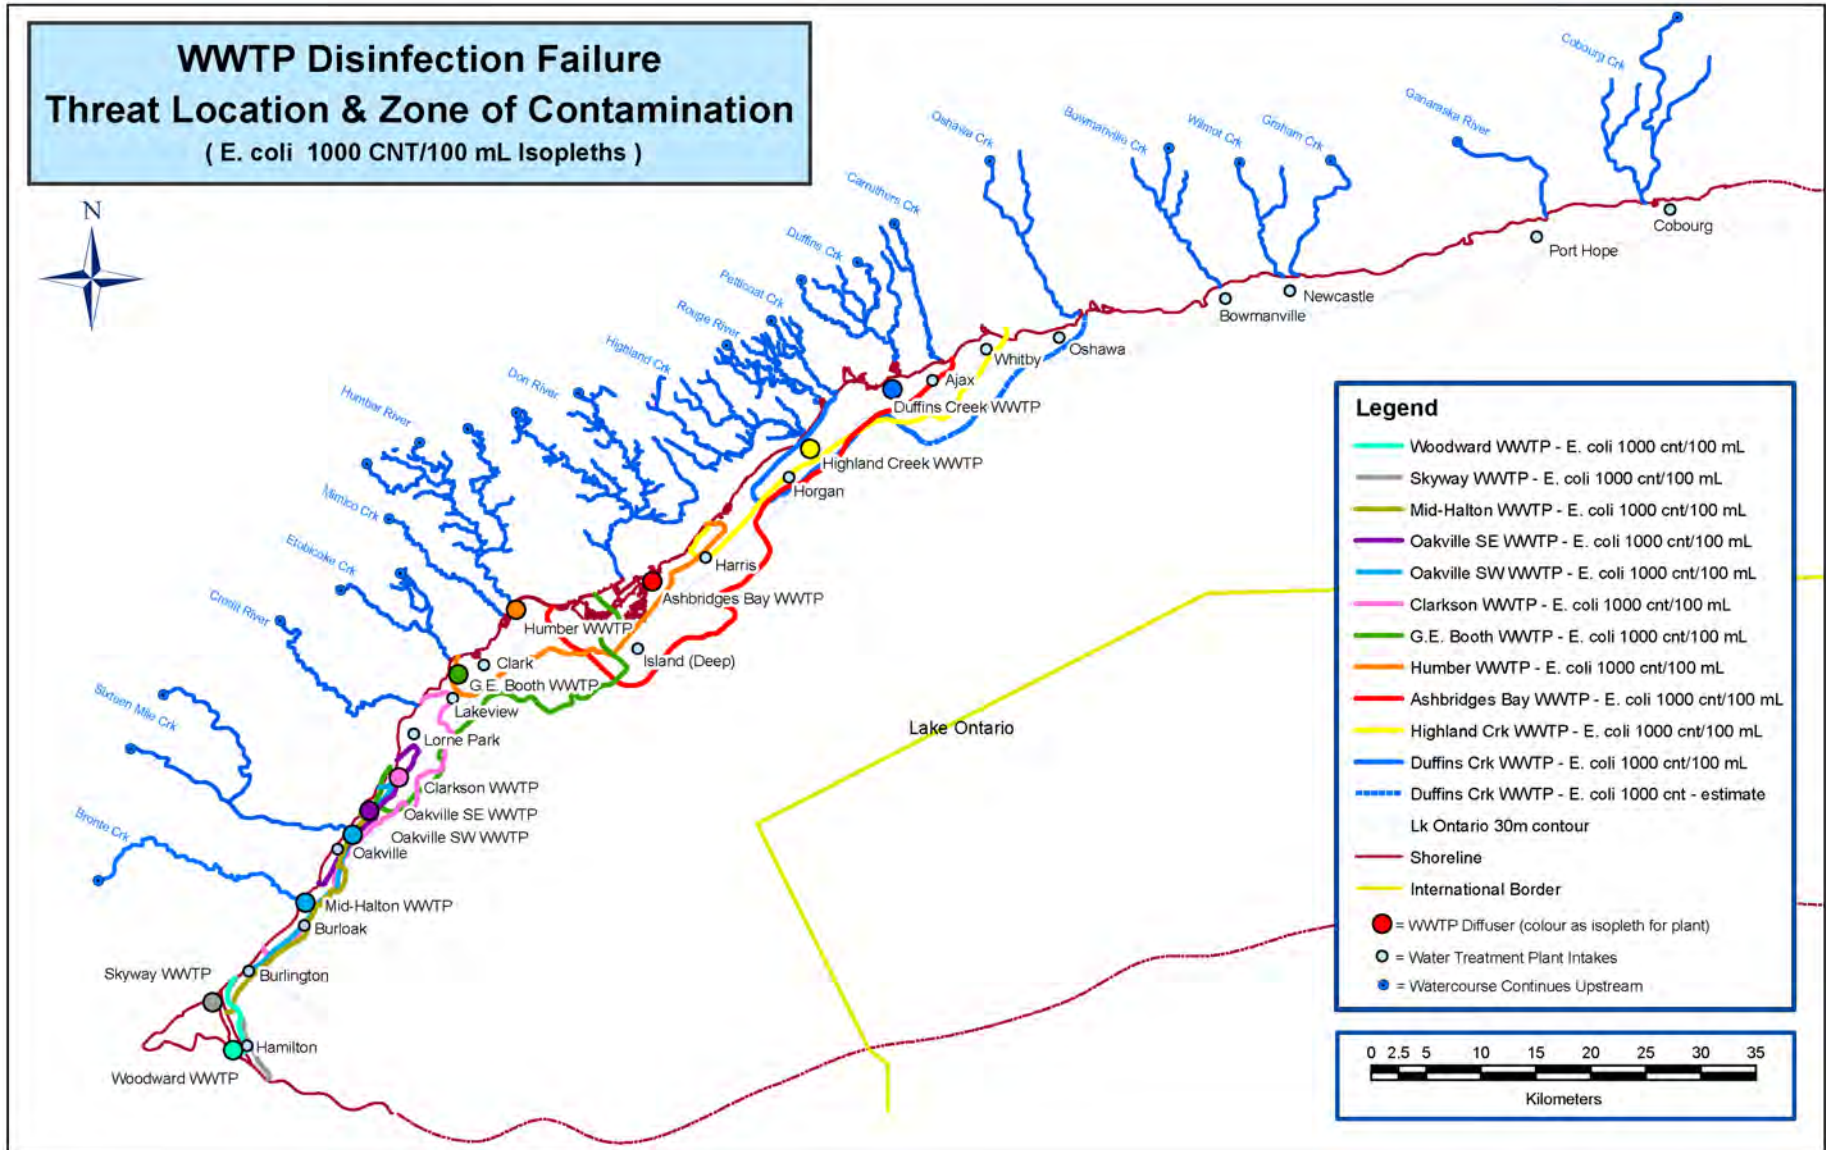 WWTP Disinfection Failure
Threat Location & Zone of Contamination
( E. coli 1000 CNT/100 mL Isopleths )
N
Cobourg Crk
Ganaraska River
Graham Crk
Wilmot Crk
Bowmanville Crk
Oshawa Crk
Carruthers Crk
Duffins Crk
Petticoat Crk
Rouge River
Highland Crk
Don River
Humber River
Mimico Crk
Etobicoke Crk
Credit River
Sixteen Mile Crk
Bronte Crk
Cobourg
Port Hope
Newcastle
Bowmanville
Oshawa
Whitby
Ajax
Duffins Creek WWTP
Highland Creek WWTP
Horgan
Harris
Ashbridges Bay WWTP
Humber WWTP
Island (Deep)
Clark
G.E. Booth WWTP
Lakeview
Lorne Park
Clarkson WWTP
Oakville SE WWTP
Oakville SW WWTP
Oakville
Mid-Halton WWTP
Burloak
Skyway WWTP
Burlington
Hamilton
Woodward WWTP
Lake Ontario
Legend
Woodward WWTP - E. coli 1000 cnt/100 mL
Skyway WWTP - E. coli 1000 cnt/100 mL
Mid-Halton WWTP - E. coli 1000 cnt/100 mL
Oakville SE WWTP - E. coli 1000 cnt/100 mL
Oakville SW WWTP - E. coli 1000 cnt/100 mL
Clarkson WWTP - E. coli 1000 cnt/100 mL
G.E. Booth WWTP - E. coli 1000 cnt/100 mL
Humber WWTP - E. coli 1000 cnt/100 mL
Ashbridges Bay WWTP - E. coli 1000 cnt/100 mL
Highland Crk WWTP - E. coli 1000 cnt/100 mL
Duffins Crk WWTP - E. coli 1000 cnt/100 mL
Duffins Crk WWTP - E. coli 1000 cnt - estimate
Lk Ontario 30m contour
Shoreline
International Border
= WWTP Diffuser (colour as isopleth for plant)
= Water Treatment Plant Intakes
= Watercourse Continues Upstream
0 2.5 5 10 15 20 25 30 35
Kilometers